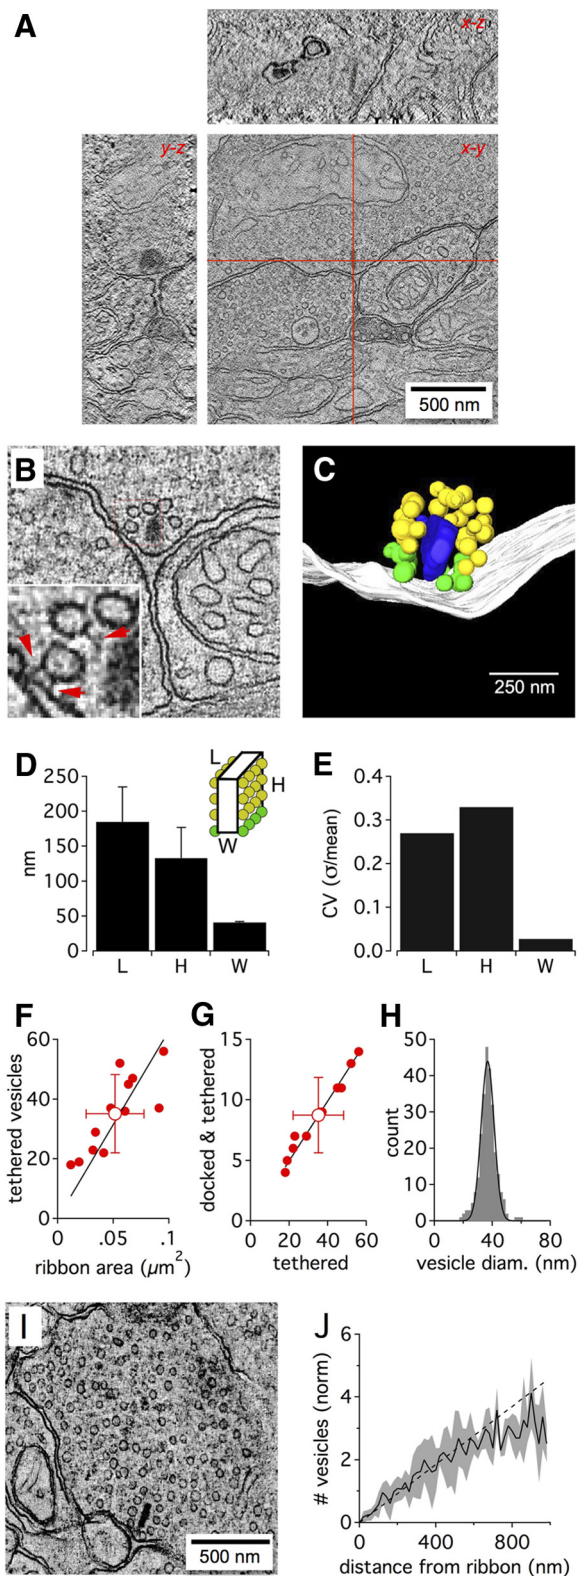 A
x-z
y-z
x-y
500 nm
B
C
250 nm
D
E
L
H
W
nm
250
200
150
100
50
0
L H W
CV (σ/mean)
0.4
0.3
0.2
0.1
0.0
L H W
F
G
H
tethered vesicles
60
40
20
0
0 .05 .1
ribbon area (µm²)
docked & tethered
15
10
5
0
0 20 40 60
tethered
count
50
40
30
20
10
0
0 40 80
vesicle diam. (nm)
I
500 nm
J
# vesicles (norm)
6
4
2
0
0 400 800
distance from ribbon (nm)